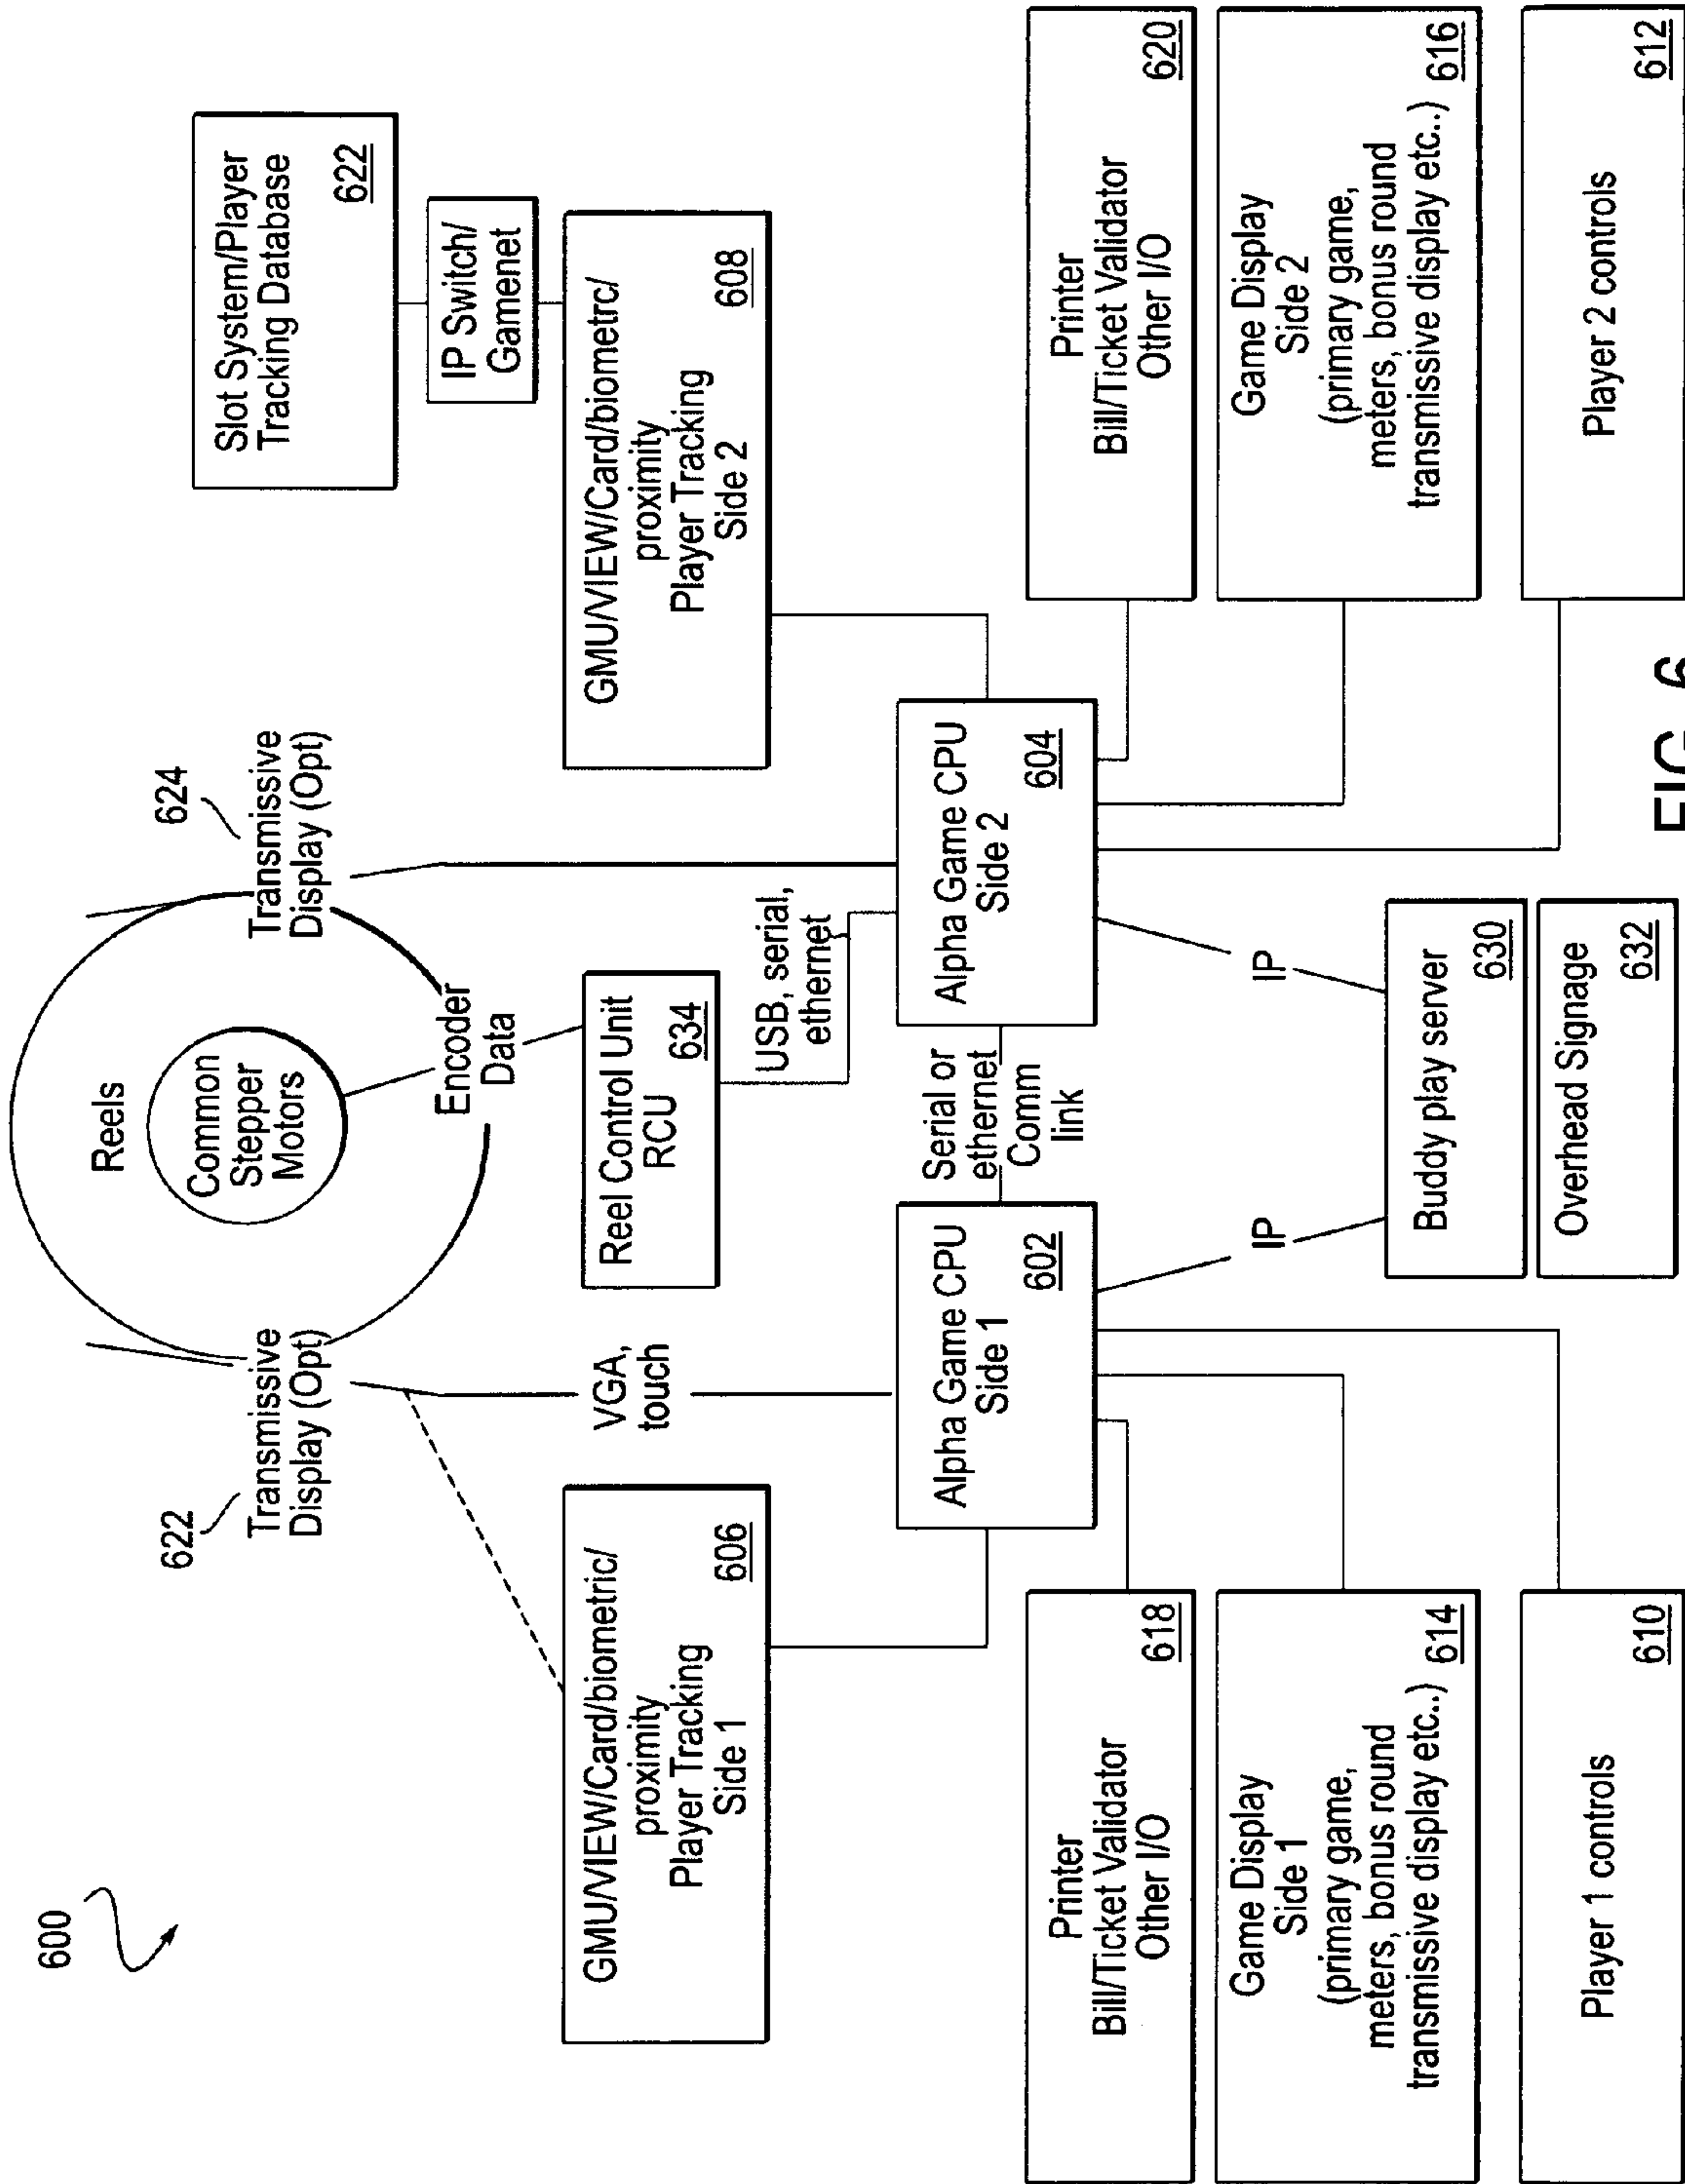 600
622
Transmissive
Display (Opt)
Reels
Common
Stepper
Motors
624
Transmissive
Display (Opt)
Encoder
Data
Slot System/Player
Tracking Database
622
IP Switch/
Gamenet
GMU/VIEW/Card/biometric/
proximity
Player Tracking
Side 1
606
VGA,
touch
Reel Control Unit
RCU
634
USB, serial,
ethernet
GMU/VIEW/Card/biometrc/
proximity
Player Tracking
Side 2
608
Alpha Game CPU
Side 1
602
Serial or
ethernet
Comm
link
Alpha Game CPU
Side 2
604
Printer
Bill/Ticket Validator
Other I/O
618
Game Display
Side 1
(primary game,
meters, bonus round
transmissive display etc..)
614
Player 1 controls
610
IP
IP
Buddy play server
630
Overhead Signage
632
Printer
Bill/Ticket Validator
Other I/O
620
Game Display
Side 2
(primary game,
meters, bonus round
transmissive display etc..)
616
Player 2 controls
612
FIG. 6